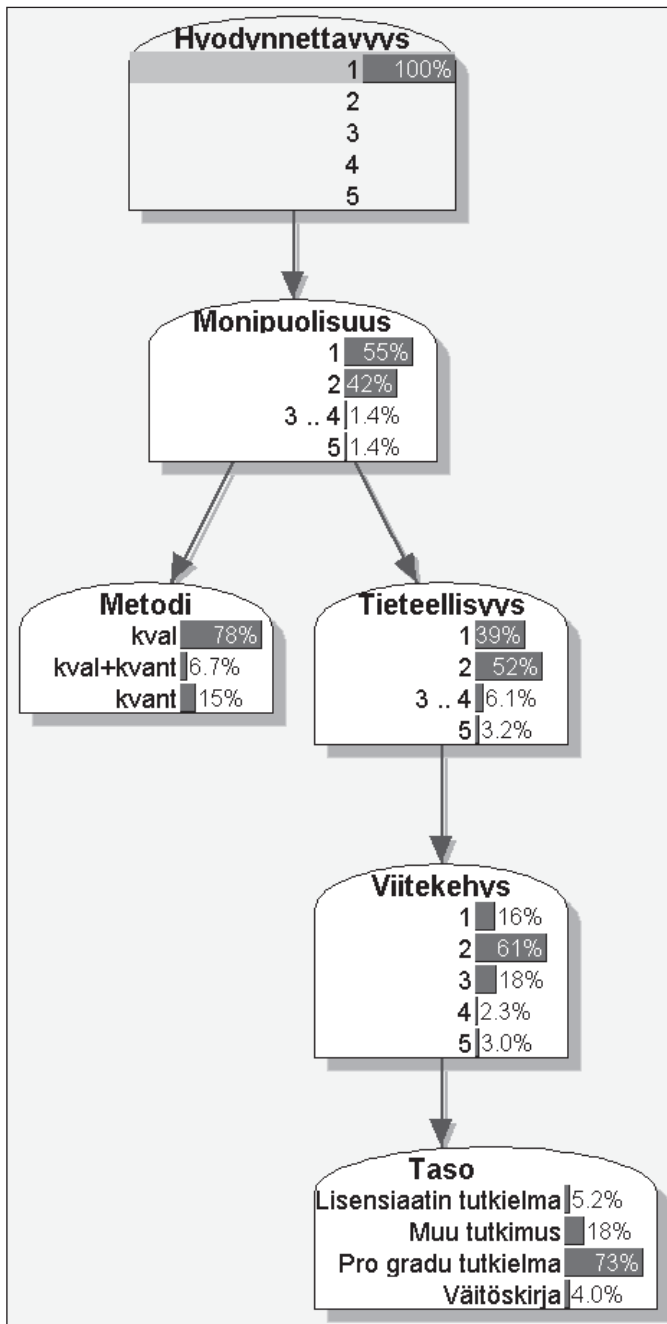 Hyodynnettavyys
1 100%
2
3
4
5
Monipuolisuus
1 55%
2 42%
3 .. 4 1.4%
5 1.4%
Metodi
kval 78%
kval+kvant 6.7%
kvant 15%
Tieteellisyys
1 39%
2 52%
3 .. 4 6.1%
5 3.2%
Viitekehys
1 16%
2 61%
3 18%
4 2.3%
5 3.0%
Taso
Lisensiaatin tutkielma 5.2%
Muu tutkimus 18%
Pro gradu tutkielma 73%
Väitöskirja 4.0%